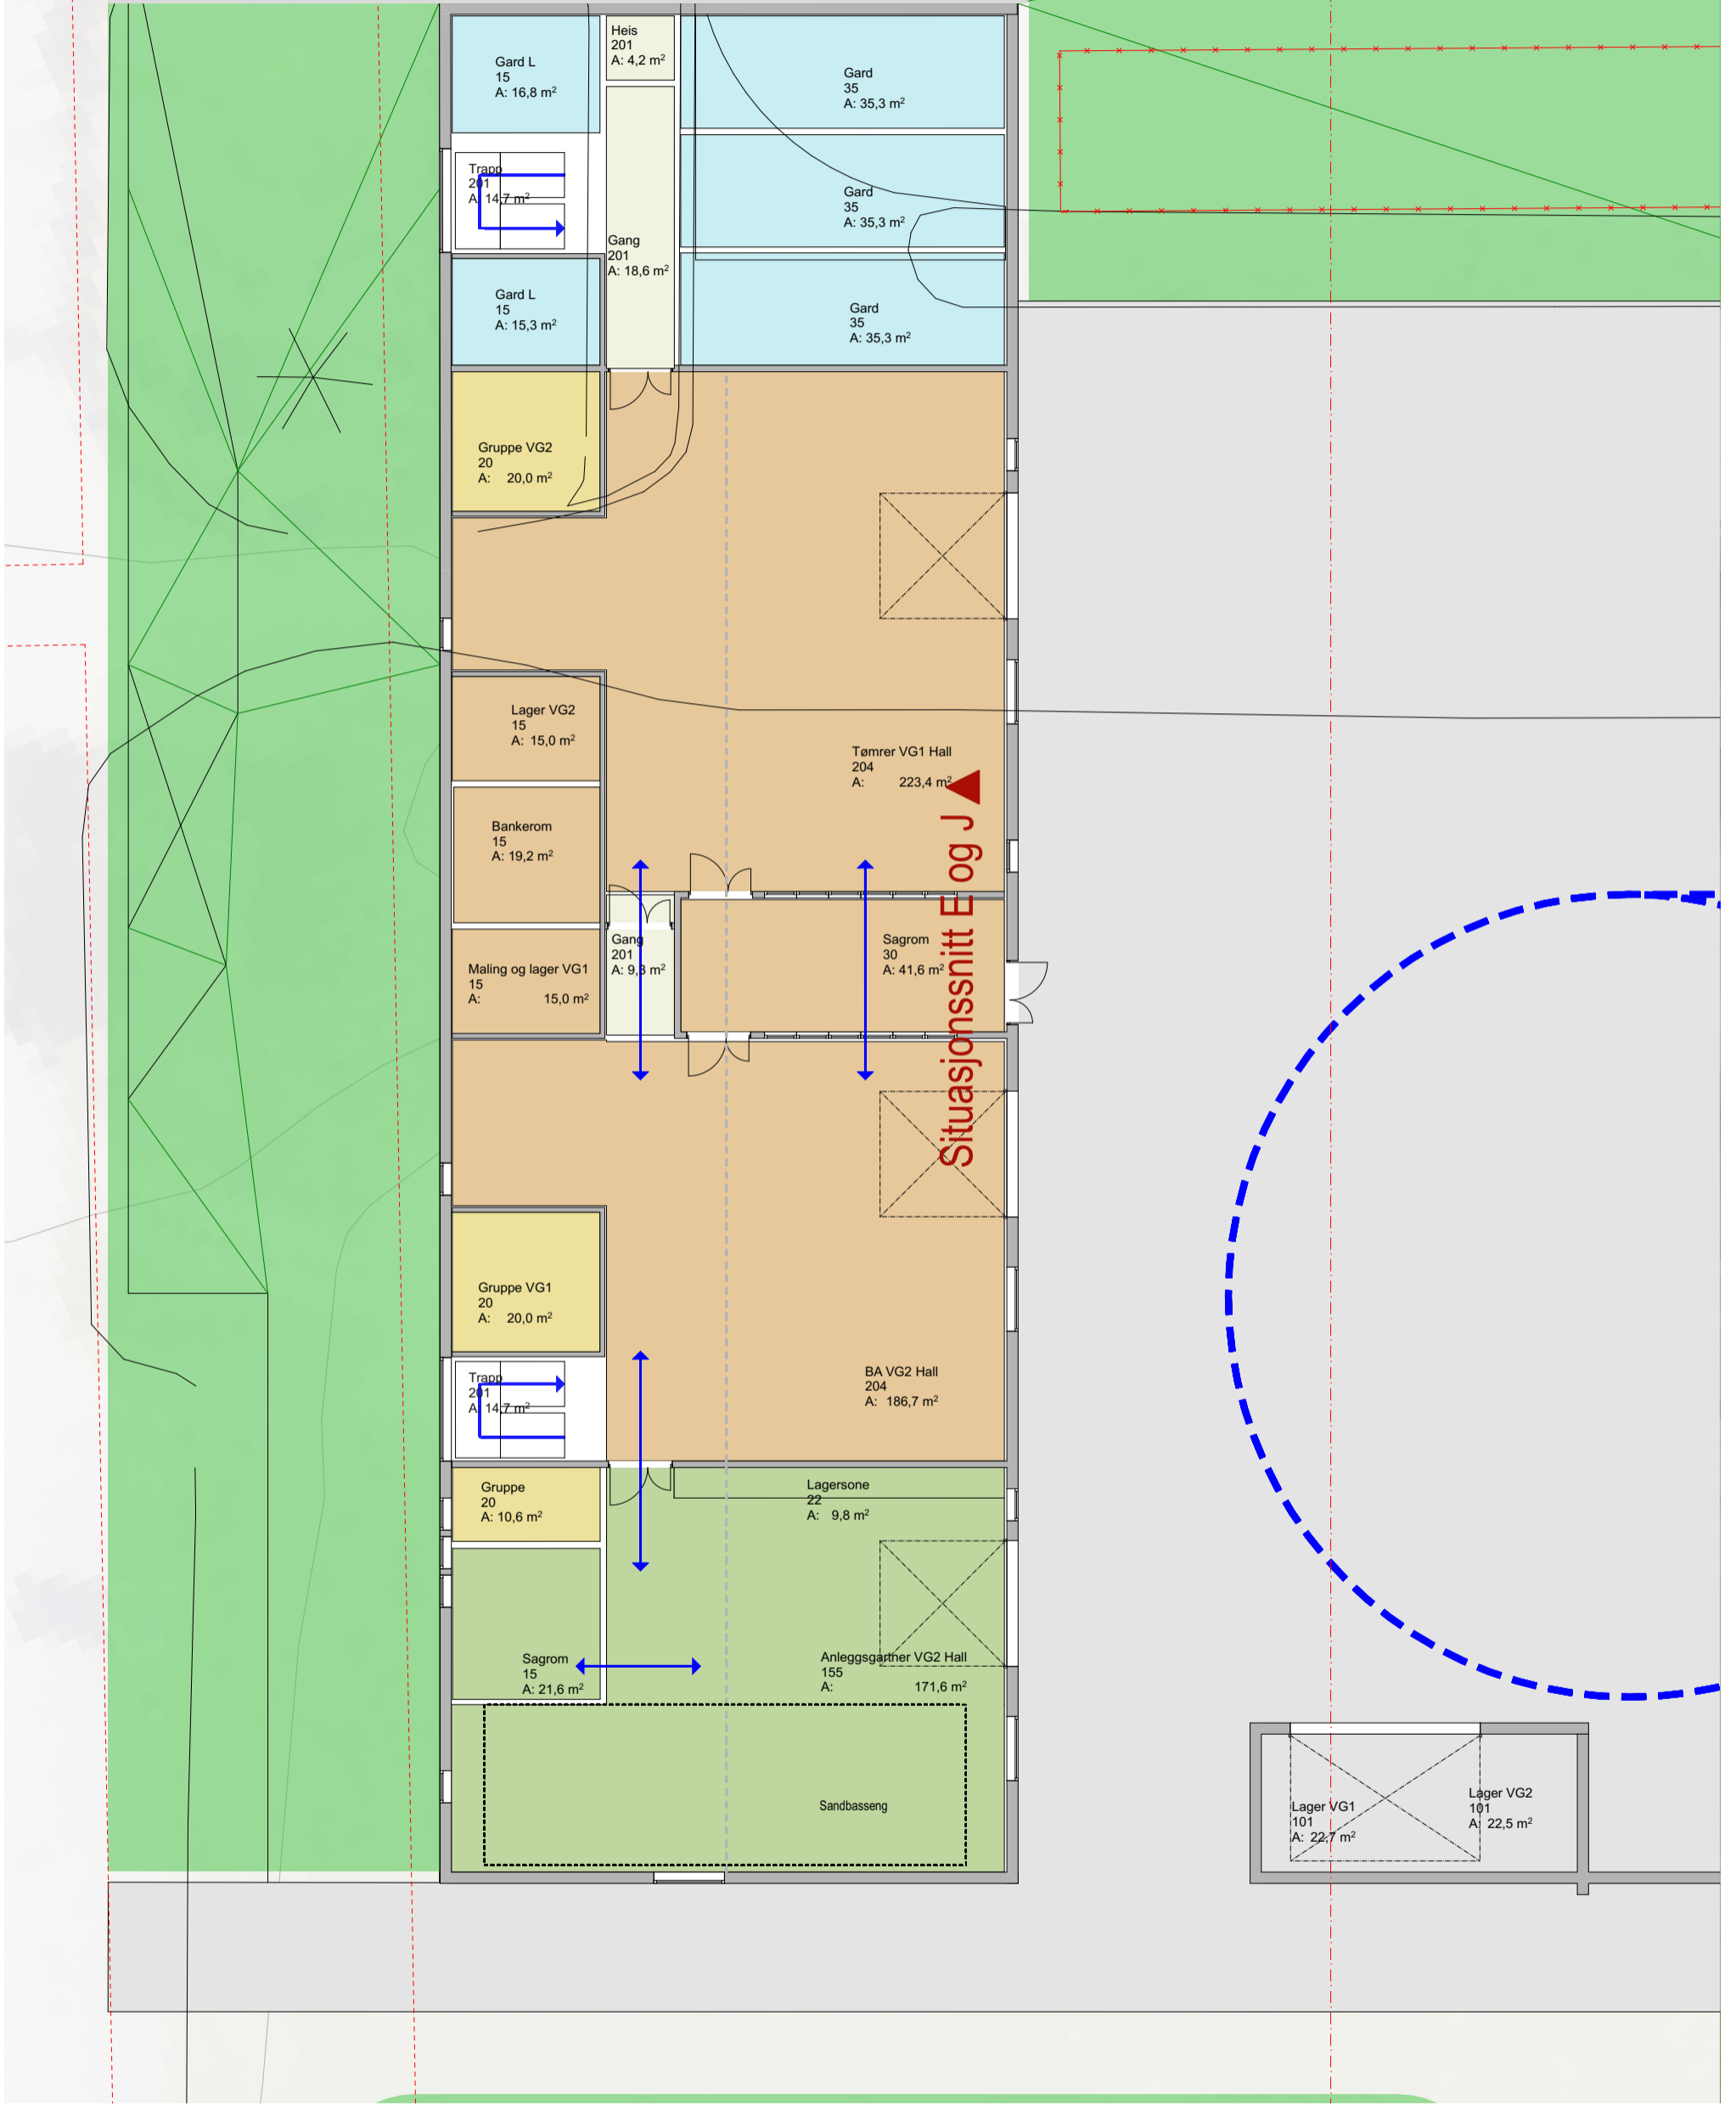 Heis
201
A: 4,2 m²
Gard L
15
A: 16,8 m²
Gard
35
A: 35,3 m²
Trapp
201
A: 14,7 m²
Gard
35
A: 35,3 m²
Gang
201
A: 18,6 m²
Gard L
15
A: 15,3 m²
Gard
35
A: 35,3 m²
Gruppe VG2
20
A: 20,0 m²
Lager VG2
15
A: 15,0 m²
Tømrer VG1 Hall
204
A: 223,4 m²
Bankerom
15
A: 19,2 m²
Situasjonssnitt E og J
Gang
201
A: 9,3 m²
Sagrom
30
A: 41,6 m²
Maling og lager VG1
15
A: 15,0 m²
Gruppe VG1
20
A: 20,0 m²
BA VG2 Hall
204
A: 186,7 m²
Trapp
201
A: 14,7 m²
Gruppe
20
A: 10,6 m²
Lagersone
22
A: 9,8 m²
Sagrom
15
A: 21,6 m²
Anleggsgartner VG2 Hall
155
A: 171,6 m²
Sandbasseng
Lager VG1
101
A: 22,7 m²
Lager VG2
101
A: 22,5 m²